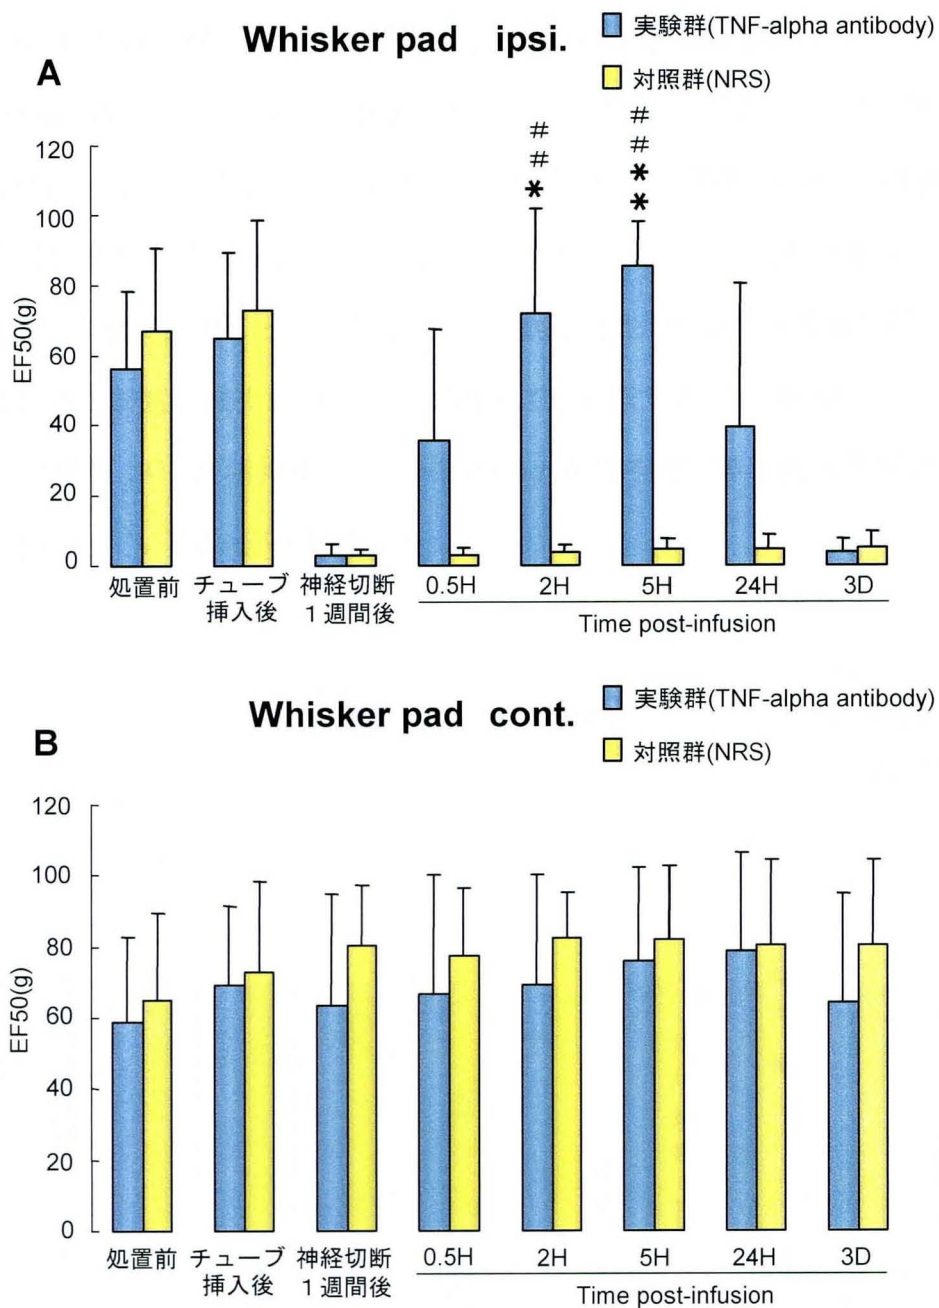 Whisker pad ipsi.
実験群(TNF-alpha antibody)
対照群(NRS)
A
##*
##**
120
100
80
60
40
20
0
EF50(g)
処置前
チューブ
挿入後
神経切断
1週間後
0.5H
2H
5H
24H
3D
Time post-infusion
Whisker pad cont.
実験群(TNF-alpha antibody)
対照群(NRS)
B
120
100
80
60
40
20
0
EF50(g)
処置前
チューブ
挿入後
神経切断
1週間後
0.5H
2H
5H
24H
3D
Time post-infusion